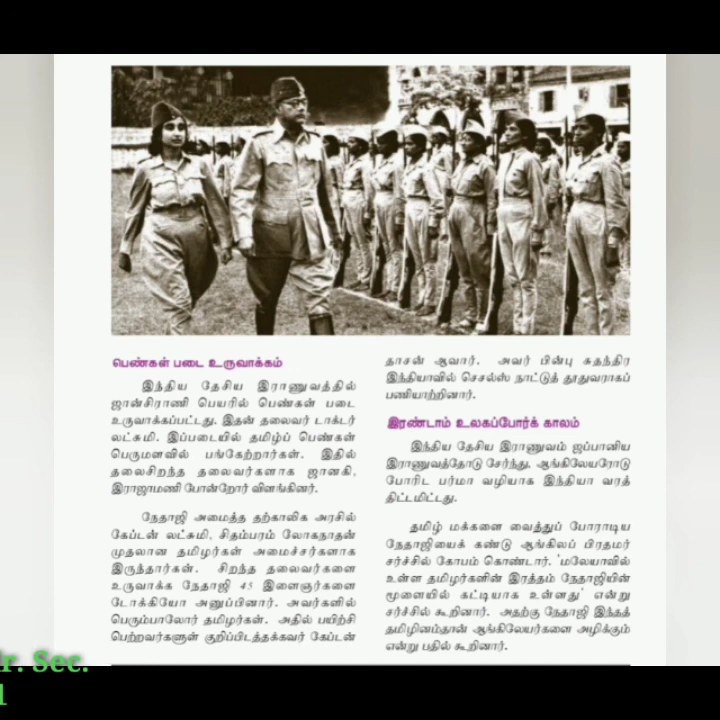 பெண்கள் படை உருவாக்கம்
இந்திய தேசிய இராணுவத்தில்
ஜான்சிராணி பெயரில் பெண்கள் படை
உருவாக்கப்பட்டது. இதன் தலைவர் டாக்டர்
லட்சுமி. இப்படையில் தமிழ்ப் பெண்கள்
பெருமளவில் பங்கேற்றார்கள். இதில்
தலைசிறந்த தலைவர்களாக ஜானகி,
இராஜாமணி போன்றோர் விளங்கினர்.
நேதாஜி அமைத்த தற்காலிக அரசில்
கேப்டன் லட்சுமி, சிதம்பரம் லோகநாதன்
முதலான தமிழர்கள் அமைச்சர்களாக
இருந்தார்கள். சிறந்த தலைவர்களை
உருவாக்க நேதாஜி 45 இளைஞர்களை
டோக்கியோ அனுப்பினார். அவர்களில்
பெரும்பாலோர் தமிழர்கள். அதில் பயிற்சி
பெற்றவர்களுள் குறிப்பிடத்தக்கவர் கேப்டன்
தாசன் ஆவார். அவர் பின்பு சுதந்திர
இந்தியாவில் செசல்ஸ் நாட்டுத் தூதுவராகப்
பணியாற்றினார்.
இரண்டாம் உலகப்போர்க் காலம்
இந்திய தேசிய இராணுவம் ஜப்பானிய
இராணுவத்தோடு சேர்ந்து, ஆங்கிலேயரோடு
போரிட பர்மா வழியாக இந்தியா வரத்
திட்டமிட்டது.
தமிழ் மக்களை வைத்துப் போராடிய
நேதாஜியைக் கண்டு ஆங்கிலப் பிரதமர்
சர்ச்சில் கோபம் கொண்டார். 'மலேயாவில்
உள்ள தமிழர்களின் இரத்தம் நேதாஜியின்
மூளையில் கட்டியாக உள்ளது' என்று
சர்ச்சில் கூறினார். அதற்கு நேதாஜி இந்தத்
தமிழினம்தான் ஆங்கிலேயர்களை அழிக்கும்
என்று பதில் கூறினார்.
r. Sec.
1